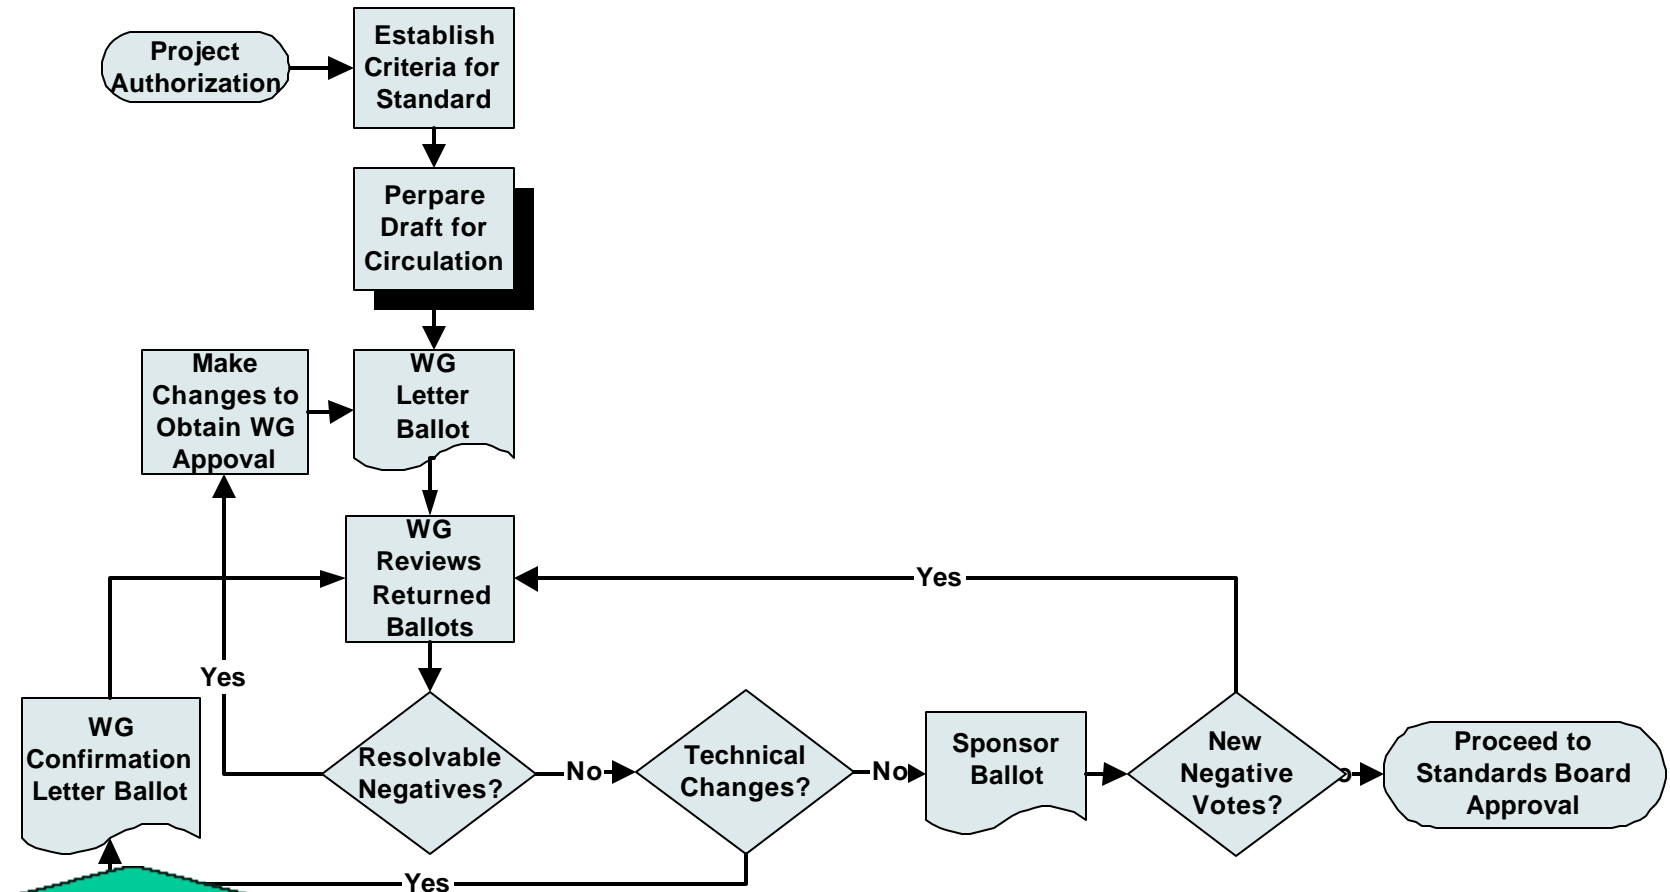 Project
Authorization
Establish
Criteria for
Standard
Perpare
Draft for
Circulation
Make
Changes to
Obtain WG
Appoval
WG
Letter
Ballot
WG
Reviews
Returned
Ballots
Yes
Yes
WG
Confirmation
Letter Ballot
Resolvable
Negatives?
No
Technical
Changes?
No
Sponsor
Ballot
New
Negative
Votes?
Proceed to
Standards Board
Approval
Yes